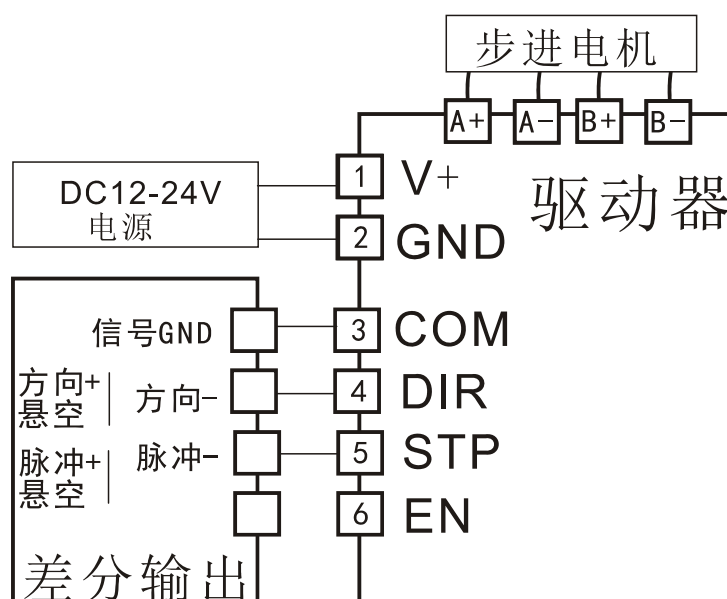 步进电机
A+ A- B+ B-
驱动器
DC12-24V
电源
1 V+
2 GND
信号GND 3 COM
方向+
悬空
方向- 4 DIR
脉冲+
悬空
脉冲- 5 STP
6 EN
差分输出